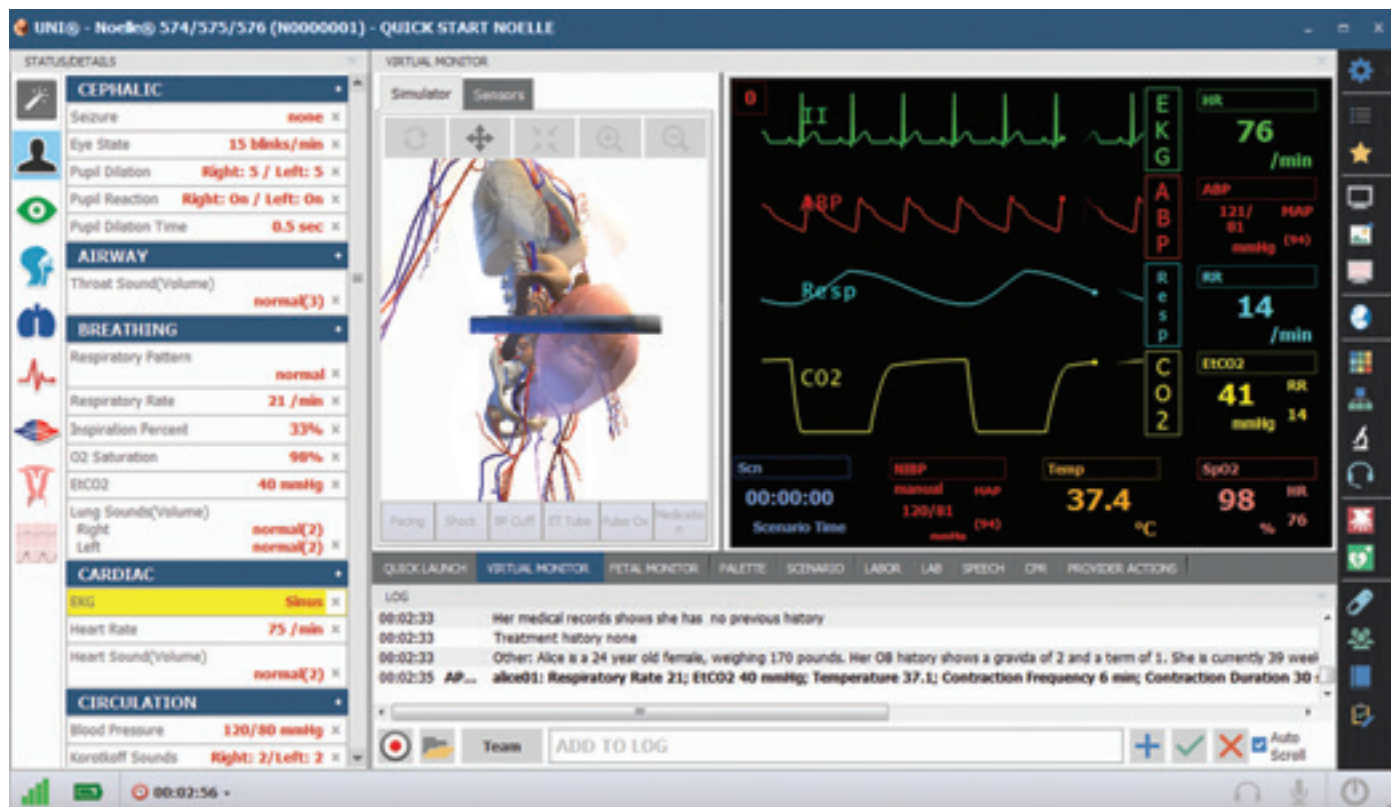 UNI® - Noelle® 574/575/576 (N0000001) - QUICK START NOELLE
STATUS/DETAILS
CEPHALIC
Seizure none
Eye State 15 blinks/min
Pupil Dilation Right: 5 / Left: 5
Pupil Reaction Right: On / Left: On
Pupil Dilation Time 0.5 sec
AIRWAY
Throat Sound(Volume)
normal(3)
BREATHING
Respiratory Pattern
normal
Respiratory Rate 21 /min
Inspiration Percent 33%
O2 Saturation 98%
EtCO2 40 mmHg
Lung Sounds(Volume)
Right normal(2)
Left normal(2)
CARDIAC
EKG Sinus
Heart Rate 75 /min
Heart Sound(Volume)
normal(2)
CIRCULATION
Blood Pressure 120/80 mmHg
Korotkoff Sounds Right: 2/Left: 2
VIRTUAL MONITOR
Simulator Sensors
Pacing Shock BP Cuff ET Tube Pulse Ox Medicatio
n
0
II
EKG
HR
76
/min
ABP
ABP
ABP
121/
81
MAP
(94)
mmHg
Resp
Resp
RR
14
/min
CO2
CO2
EtCO2
41
mmHg
RR
14
Scn
00:00:00
Scenario Time
NIBP
manual MAP
120/81
(94)
mmHg
Temp
37.4
°C
SpO2
98
%
HR
76
QUICK LAUNCH VIRTUAL MONITOR FETAL MONITOR PALETTE SCENARIO LABOR LAB SPEECH CPR PROVIDER ACTIONS
LOG
00:02:33 Her medical records shows she has no previous history
00:02:33 Treatment history none
00:02:33 Other: Alice is a 24 year old female, weighing 170 pounds. Her OB history shows a gravida of 2 and a term of 1. She is currently 39 week
00:02:35 AP... alice01: Respiratory Rate 21; EtCO2 40 mmHg; Temperature 37.1; Contraction Frequency 6 min; Contraction Duration 30
Team ADD TO LOG
Auto
Scroll
00:02:56